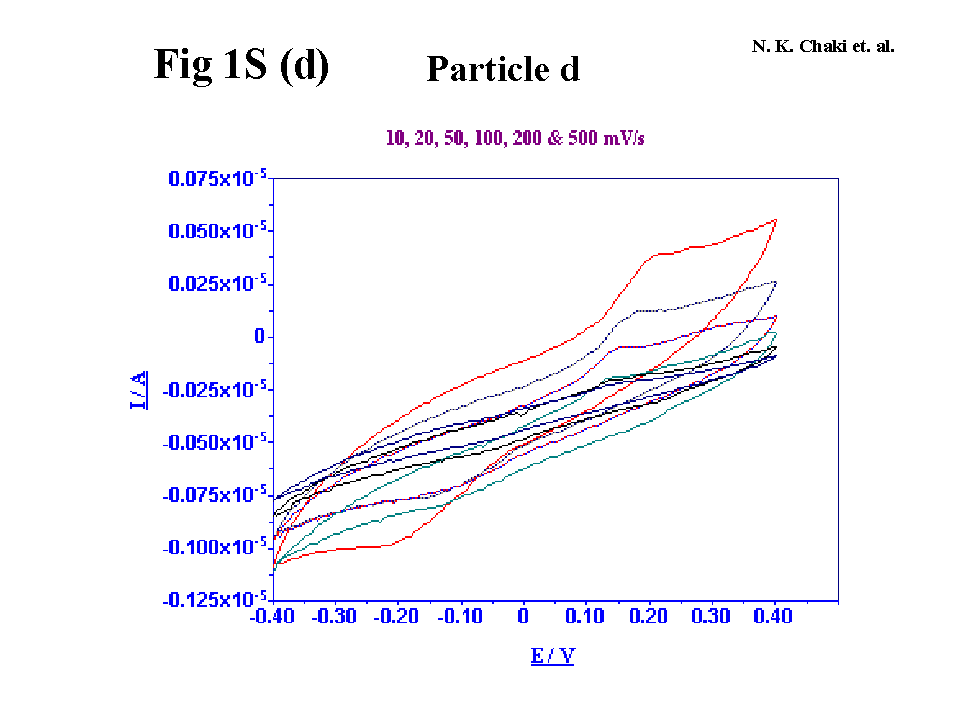 N. K. Chaki et. al.
Fig 1S (d) Particle d
10, 20, 50, 100, 200 & 500 mV/s
0.075x10⁻⁵
0.050x10⁻⁵
0.025x10⁻⁵
0
-0.025x10⁻⁵
-0.050x10⁻⁵
-0.075x10⁻⁵
-0.100x10⁻⁵
-0.125x10⁻⁵
I / A
-0.40 -0.30 -0.20 -0.10 0 0.10 0.20 0.30 0.40
E / V